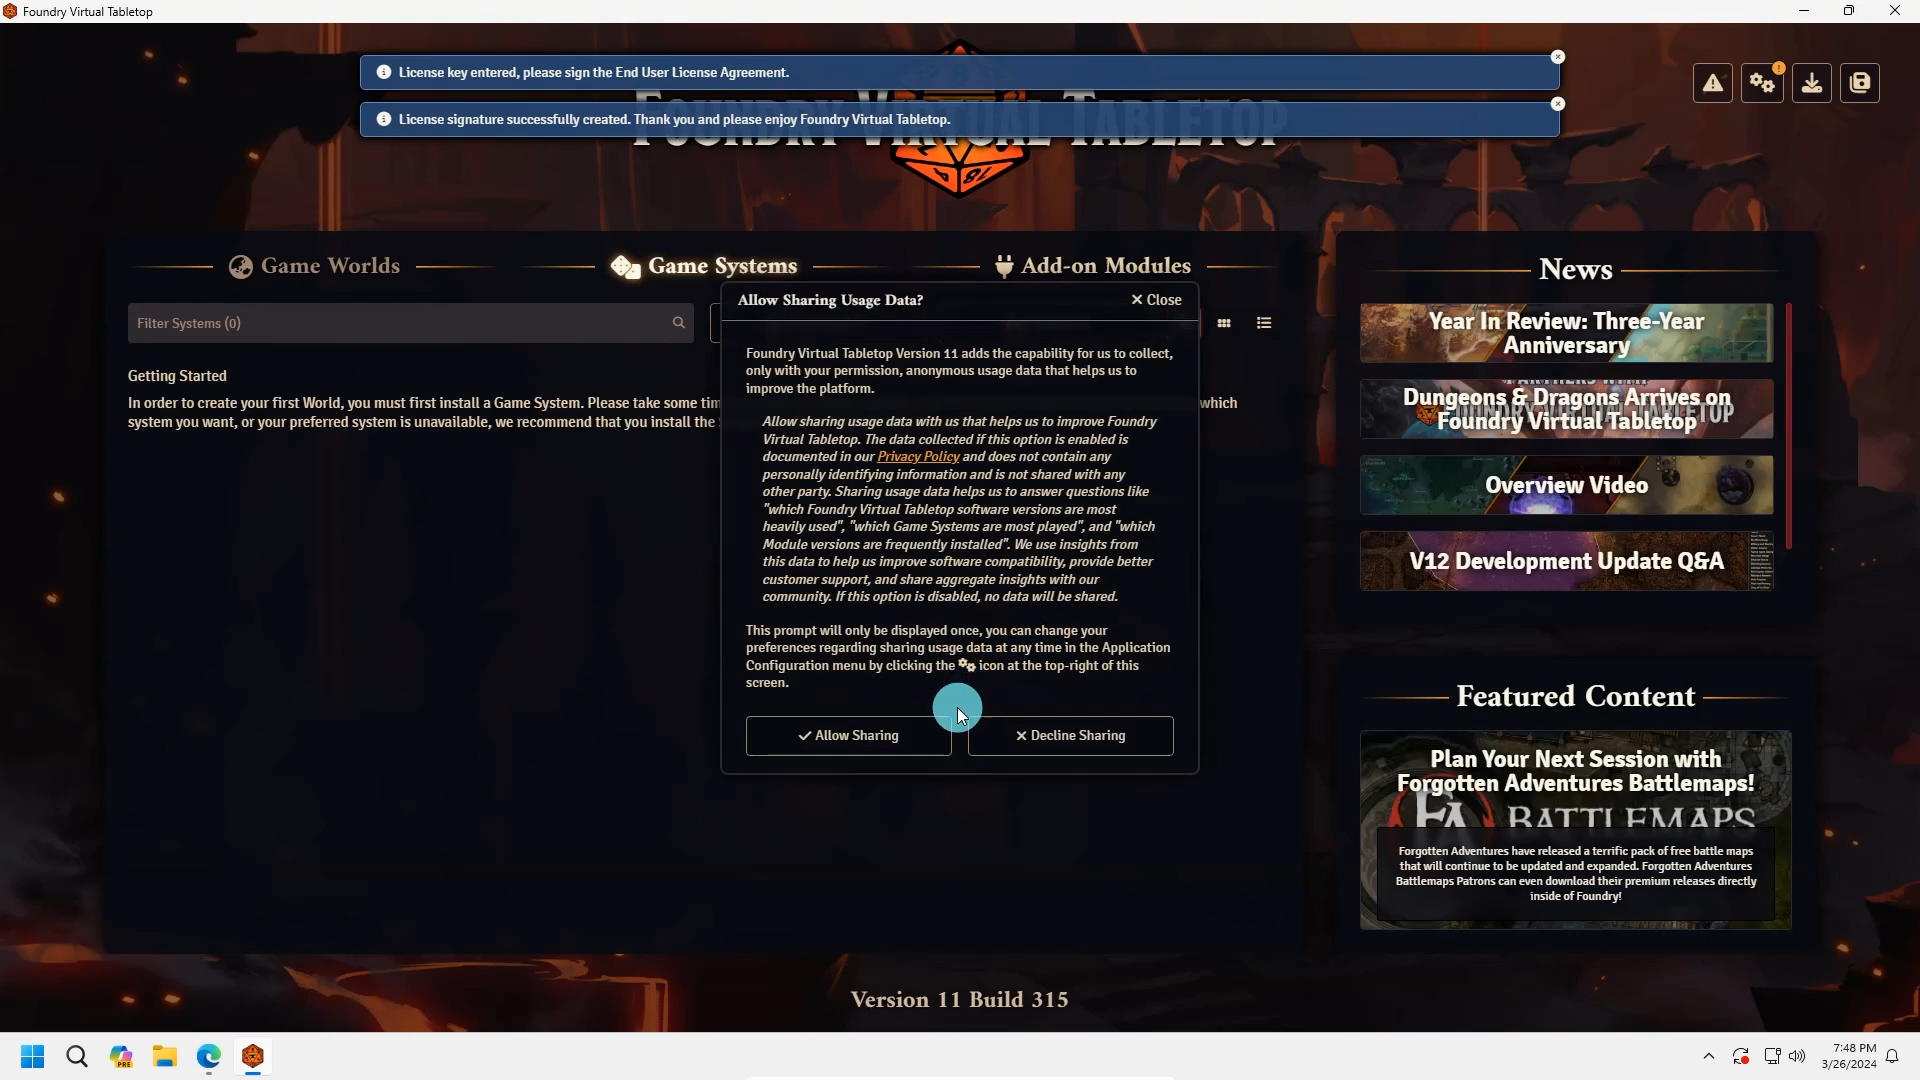 Foundry Virtual Tabletop
License key entered, please sign the End User License Agreement.
License signature successfully created. Thank you and please enjoy Foundry Virtual Tabletop.
FOUNDRY VIRTUAL TABLETOP
Game Worlds
Game Systems
Add-on Modules
Filter Systems (0)
Getting Started
In order to create your first World, you must first install a Game System. Please take some
which
system you want, or your preferred system is unavailable, we recommend that you install the
Allow Sharing Usage Data?
Close
Foundry Virtual Tabletop Version 11 adds the capability for us to collect,
only with your permission, anonymous usage data that helps us to
improve the platform.
Allow sharing usage data with us that helps us to improve Foundry
Virtual Tabletop. The data collected if this option is enabled is
documented in our Privacy Policy and does not contain any
personally identifying information and is not shared with any
other party. Sharing usage data helps us to answer questions like
"which Foundry Virtual Tabletop software versions are most
heavily used", "which Game Systems are most played", and "which
Module versions are frequently installed". We use insights from
this data to help us improve software compatibility, provide better
customer support, and share aggregate insights with our
community. If this option is disabled, no data will be shared.
This prompt will only be displayed once, you can change your
preferences regarding sharing usage data at any time in the Application
Configuration menu by clicking the icon at the top-right of this
screen.
Allow Sharing
Decline Sharing
News
Year In Review: Three-Year
Anniversary
Dungeons & Dragons Arrives on
Foundry Virtual Tabletop
Overview Video
V12 Development Update Q&A
Featured Content
Plan Your Next Session with
Forgotten Adventures Battlemaps!
FA BATTLEMAPS
Forgotten Adventures have released a terrific pack of free battle maps
that will continue to be updated and expanded. Forgotten Adventures
Battlemaps Patrons can even download their premium releases directly
inside of Foundry!
Version 11 Build 315
PRE
7:48 PM
3/26/2024